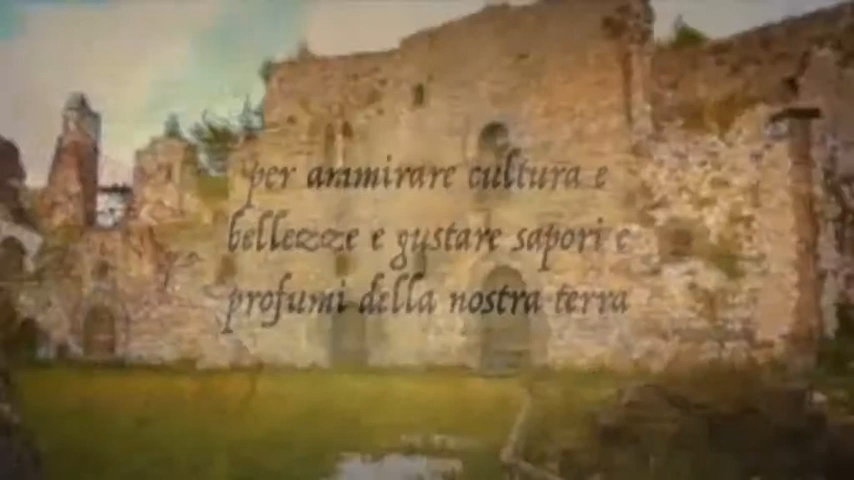 per ammirare cultura e
bellezze e gustare sapori e
profumi della nostra terra